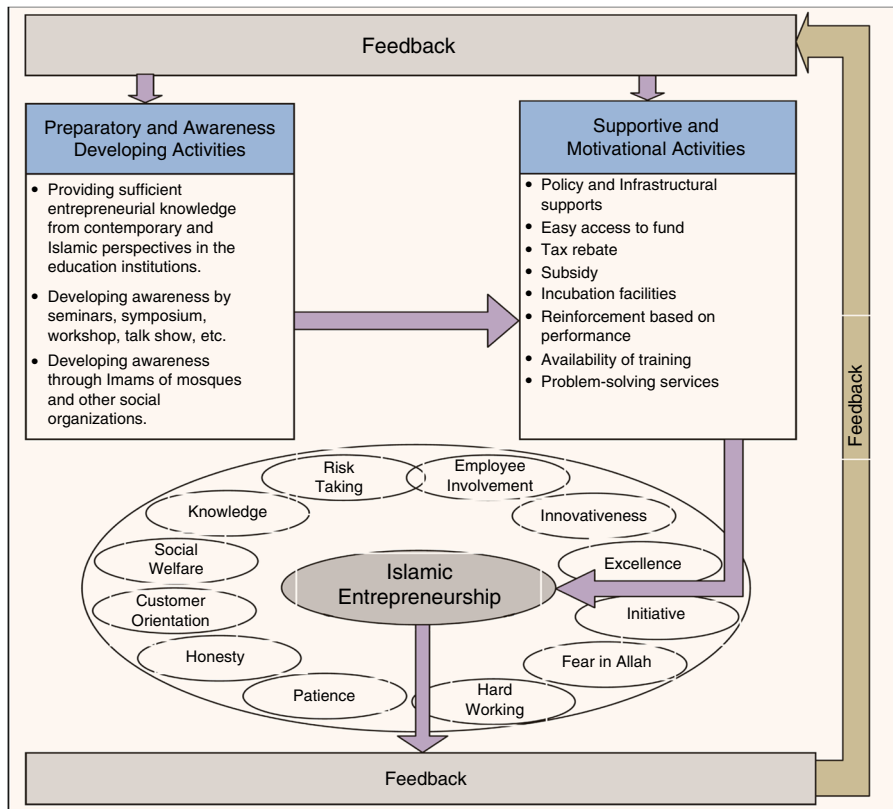 Feedback
Preparatory and Awareness
Developing Activities
• Providing sufficient
entrepreneurial knowledge
from contemporary and
Islamic perspectives in the
education institutions.
• Developing awareness by
seminars, symposium,
workshop, talk show, etc.
• Developing awareness
through Imams of mosques
and other social
organizations.
Supportive and
Motivational Activities
• Policy and Infrastructural
supports
• Easy access to fund
• Tax rebate
• Subsidy
• Incubation facilities
• Reinforcement based on
performance
• Availability of training
• Problem-solving services
Feedback
Risk
Taking
Employee
Involvement
Knowledge
Innovativeness
Social
Welfare
Excellence
Islamic
Entrepreneurship
Customer
Orientation
Initiative
Honesty
Fear in Allah
Patience
Hard
Working
Feedback